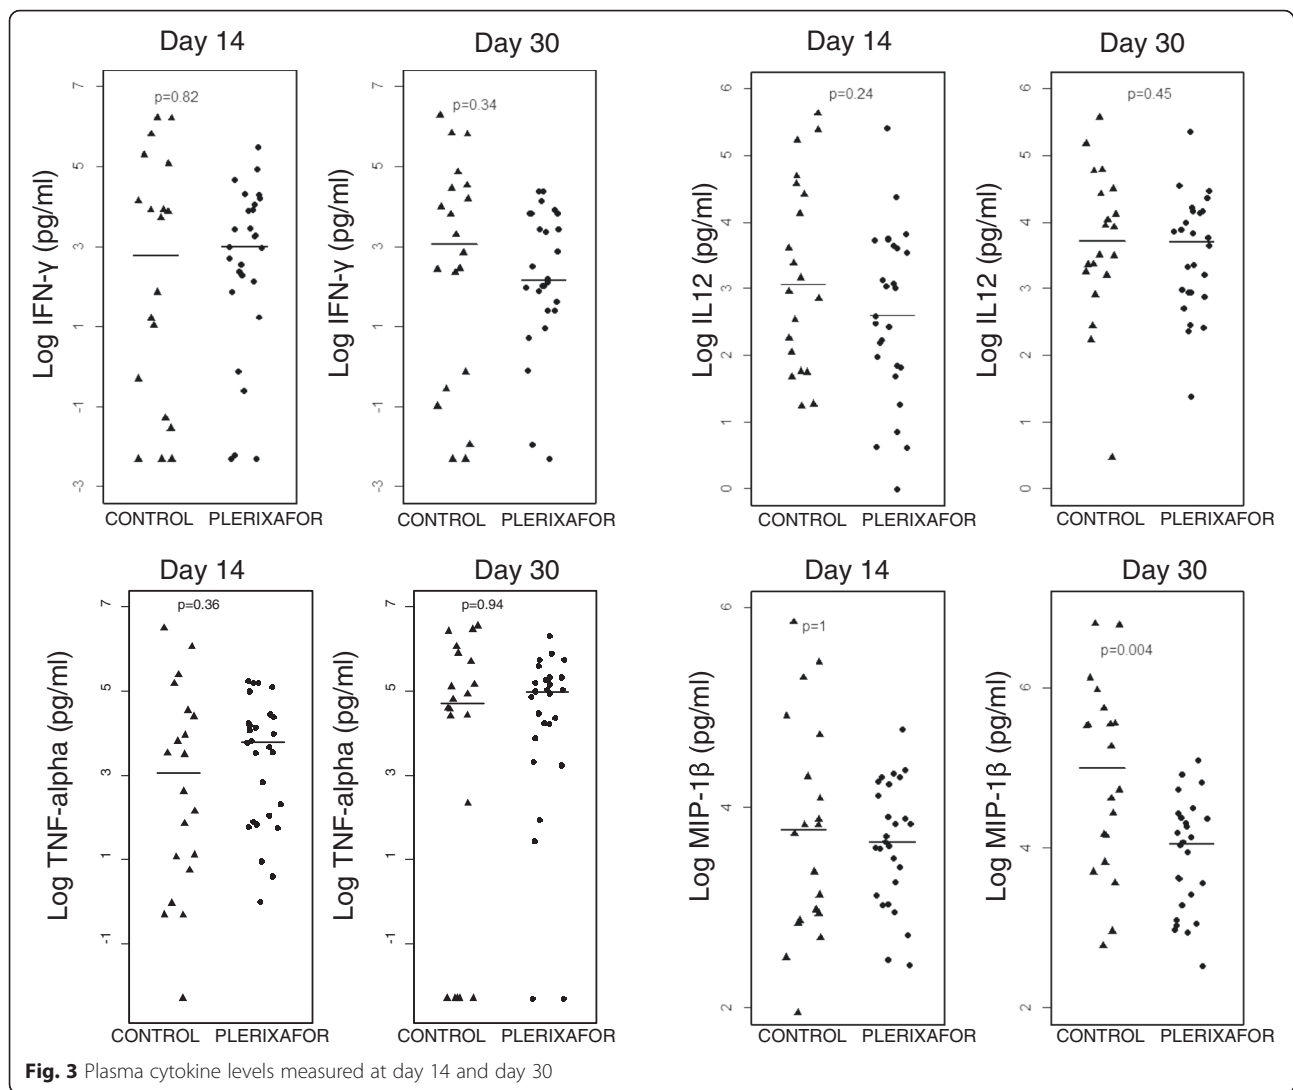 Day 14
Day 30
Day 14
Day 30
Log IFN-γ (pg/ml)
7
5
3
1
-1
-3
p=0.82
CONTROL PLERIXAFOR
Log IFN-γ (pg/ml)
7
5
3
1
-1
-3
p=0.34
CONTROL PLERIXAFOR
Log IL12 (pg/ml)
6
5
4
3
2
1
0
p=0.24
CONTROL PLERIXAFOR
Log IL12 (pg/ml)
6
5
4
3
2
1
0
p=0.45
CONTROL PLERIXAFOR
Day 14
Day 30
Day 14
Day 30
Log TNF-alpha (pg/ml)
7
5
3
1
-1
p=0.36
CONTROL PLERIXAFOR
Log TNF-alpha (pg/ml)
7
5
3
1
-1
p=0.94
CONTROL PLERIXAFOR
Log MIP-1β (pg/ml)
6
4
2
p=1
CONTROL PLERIXAFOR
Log MIP-1β (pg/ml)
6
4
2
p=0.004
CONTROL PLERIXAFOR
Fig. 3 Plasma cytokine levels measured at day 14 and day 30